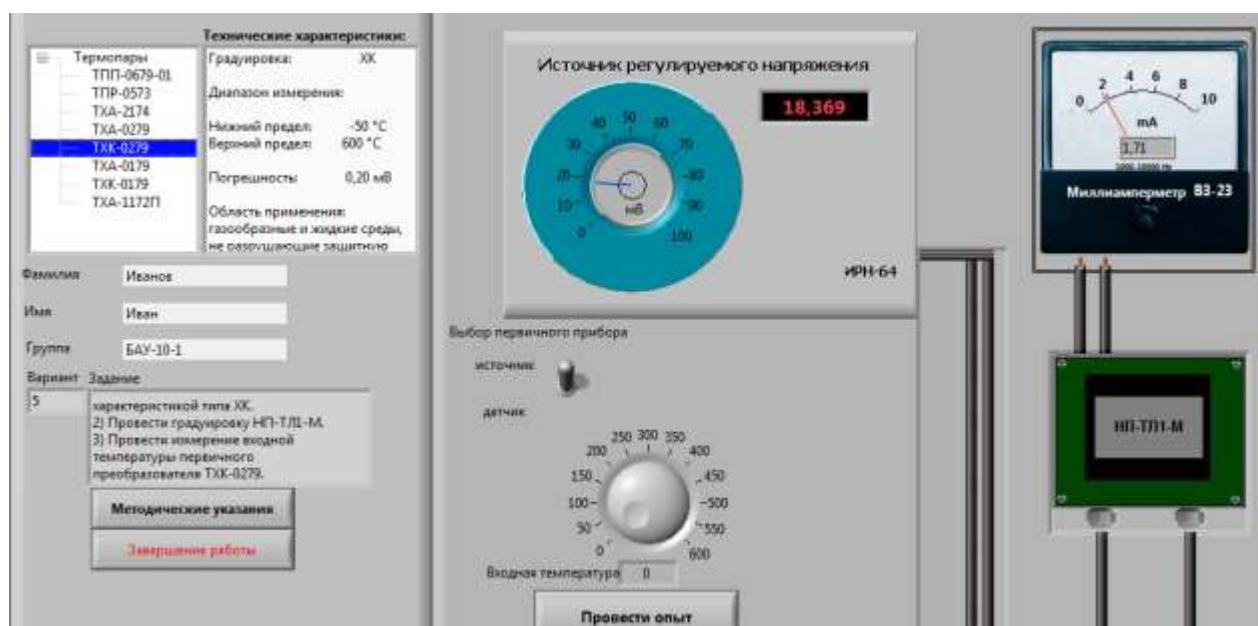 Технические характеристики:
Термопары
ТПП-0679-01
ТПР-0573
ТХА-2174
ТХА-0279
ТХК-0279
ТХА-0179
ТХК-0179
ТХА-1172П
Градуировка: ХК
Диапазон измерения:
Нижний предел: -50 °С
Верхний предел: 600 °С
Погрешность: 0,20 мВ
Область применения:
газообразные и жидкие среды,
не разрушающие защитную
Фамилия Иванов
Имя Иван
Группа БАУ-10-1
Вариант Задание
5
характеристикой типа ХК.
2) Провести градуировку НП-ТЛ1-М.
3) Провести измерение входной
температуры первичного
преобразователя ТХК-0279.
Методические указания
Завершение работы
Источник регулируемого напряжения
18,369
0 10 20 30 40 50 60 70 80 90 100
мВ
ИРН-64
Выбор первичного прибора
источник
датчик
0 50 100 150 200 250 300 350 400 450 500 550 600
Входная температура 0
Провести опыт
0 2 4 6 8 10
mA
1,71
Миллиамперметр В3-23
НП-ТЛ1-М